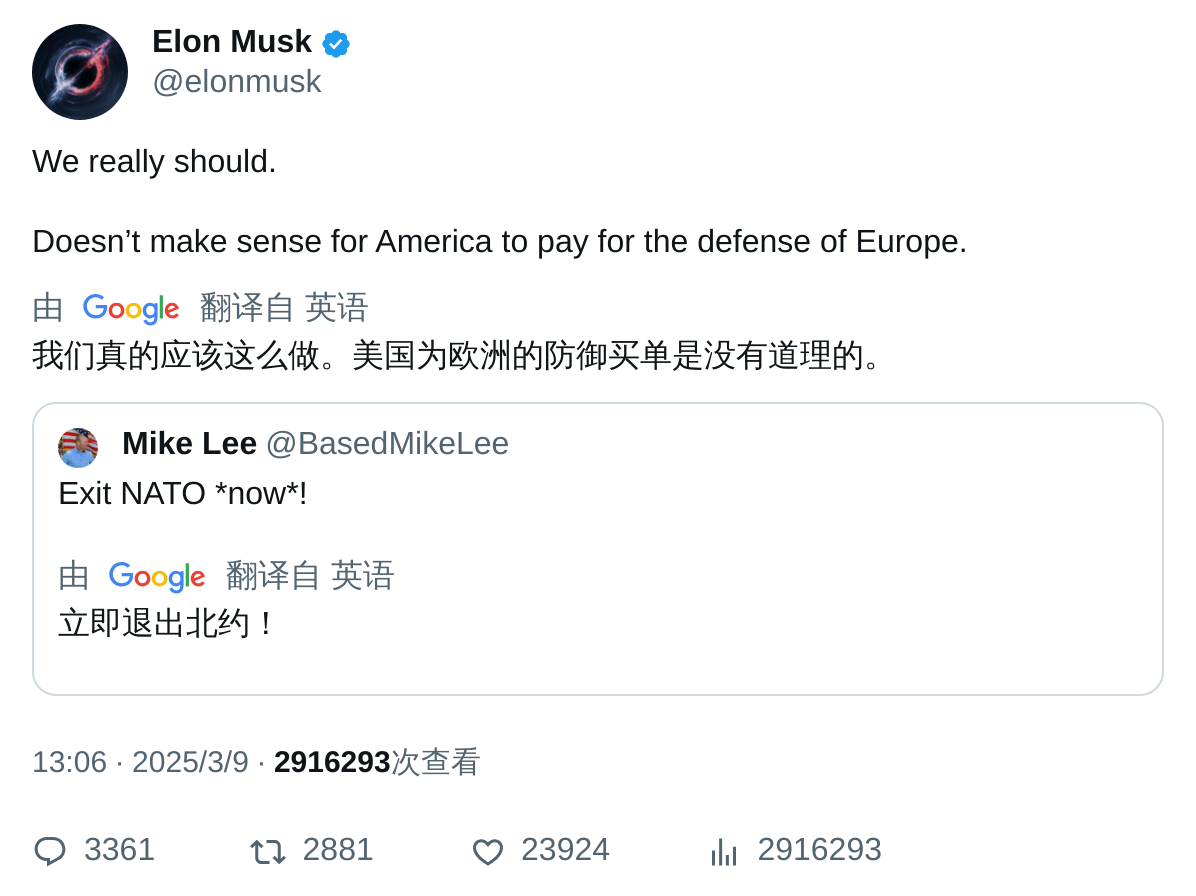 Elon Musk
@elonmusk
We really should.
Doesn’t make sense for America to pay for the defense of Europe.
由 Google 翻译自 英语
我们真的应该这么做。美国为欧洲的防御买单是没有道理的。
Mike Lee @BasedMikeLee
Exit NATO *now*!
由 Google 翻译自 英语
立即退出北约！
13:06 · 2025/3/9 · 2916293次查看
3361 2881 23924 2916293